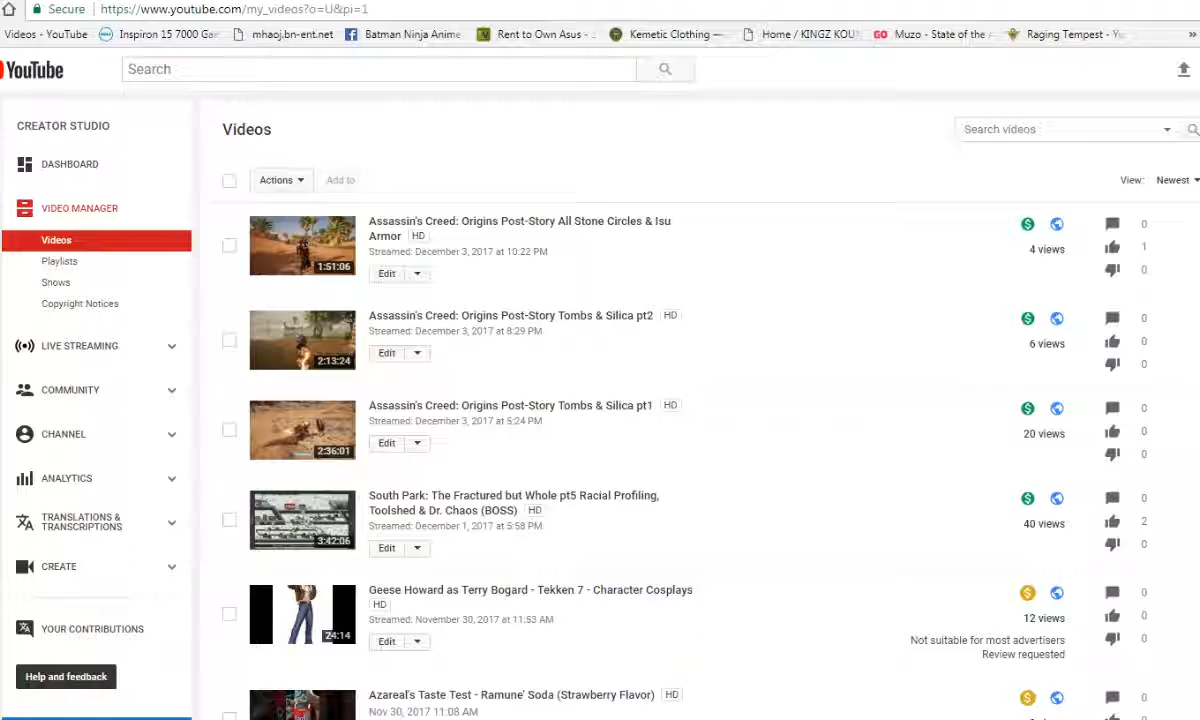 Secure https://www.youtube.com/my_videos?o=U&pi=1
Videos - YouTube Inspiron 15 7000 Gar mhaoj.bn-ent.net Batman Ninja Anime Rent to Own Asus - Kemetic Clothing — Home / KINGZ KOU GO Muzo - State of the Raging Tempest - Yo »
YouTube Search
CREATOR STUDIO
DASHBOARD
VIDEO MANAGER
Videos
Playlists
Shows
Copyright Notices
LIVE STREAMING
COMMUNITY
CHANNEL
ANALYTICS
TRANSLATIONS &
TRANSCRIPTIONS
CREATE
YOUR CONTRIBUTIONS
Help and feedback
Videos
Search videos
Actions Add to
View: Newest
Assassin's Creed: Origins Post-Story All Stone Circles & Isu
Armor HD
Streamed: December 3, 2017 at 10:22 PM
Edit
1:51:06
4 views
0
1
0
Assassin's Creed: Origins Post-Story Tombs & Silica pt2 HD
Streamed: December 3, 2017 at 8:29 PM
Edit
2:13:24
6 views
0
0
0
Assassin's Creed: Origins Post-Story Tombs & Silica pt1 HD
Streamed: December 3, 2017 at 5:24 PM
Edit
2:36:01
20 views
0
0
0
South Park: The Fractured but Whole pt5 Racial Profiling,
Toolshed & Dr. Chaos (BOSS) HD
Streamed: December 1, 2017 at 5:58 PM
Edit
3:42:06
40 views
0
2
0
Geese Howard as Terry Bogard - Tekken 7 - Character Cosplays
HD
Streamed: November 30, 2017 at 11:53 AM
Edit
24:14
12 views
Not suitable for most advertisers
Review requested
0
0
0
Azareal's Taste Test - Ramune' Soda (Strawberry Flavor) HD
Nov 30, 2017 11:08 AM
0